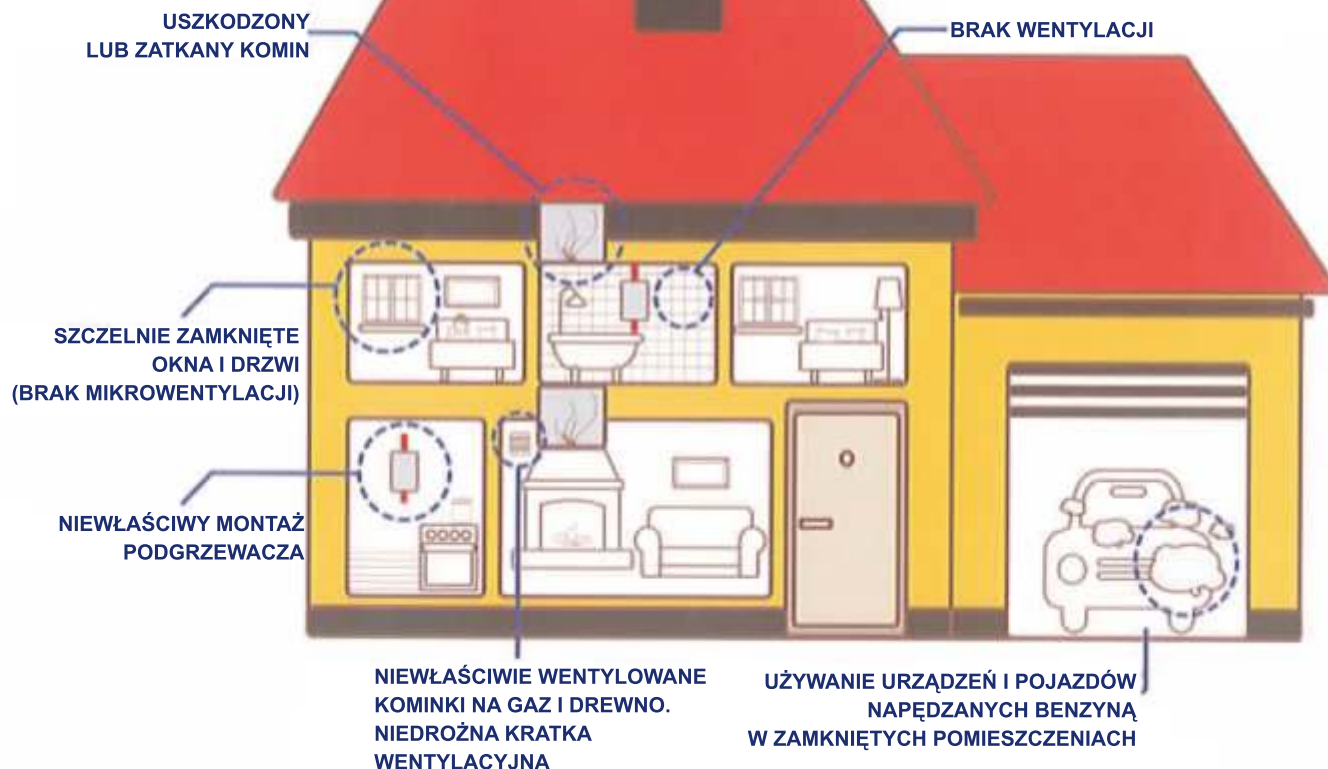 USZKODZONY
LUB ZATKANY KOMIN
BRAK WENTYLACJI
SZCZELNIE ZAMKNIĘTE
OKNA I DRZWI
(BRAK MIKROWENTYLACJI)
NIEWŁAŚCIWY MONTAŻ
PODGRZEWACZA
NIEWŁAŚCIWIE WENTYLOWANE
KOMINKI NA GAZ I DREWNO.
NIEDROŻNA KRATKA
WENTYLACYJNA
UŻYWANIE URZĄDZEŃ I POJAZDÓW
NAPĘDZANYCH BENZYNĄ
W ZAMKNIĘTYCH POMIESZCZENIACH